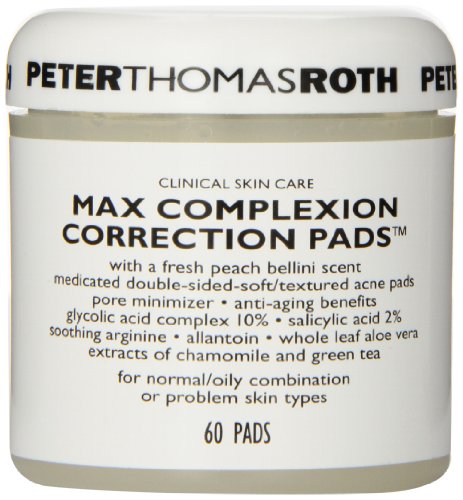 TH PETERTHOMASROTH PETE
CLINICAL SKIN CARE
MAX COMPLEXION
CORRECTION PADS™
with a fresh peach bellini scent
medicated double-sided-soft/textured acne pads
pore minimizer • anti-aging benefits
glycolic acid complex 10% • salicylic acid 2%
soothing arginine • allantoin • whole leaf aloe vera
extracts of chamomile and green tea
for normal/oily combination
or problem skin types
60 PADS